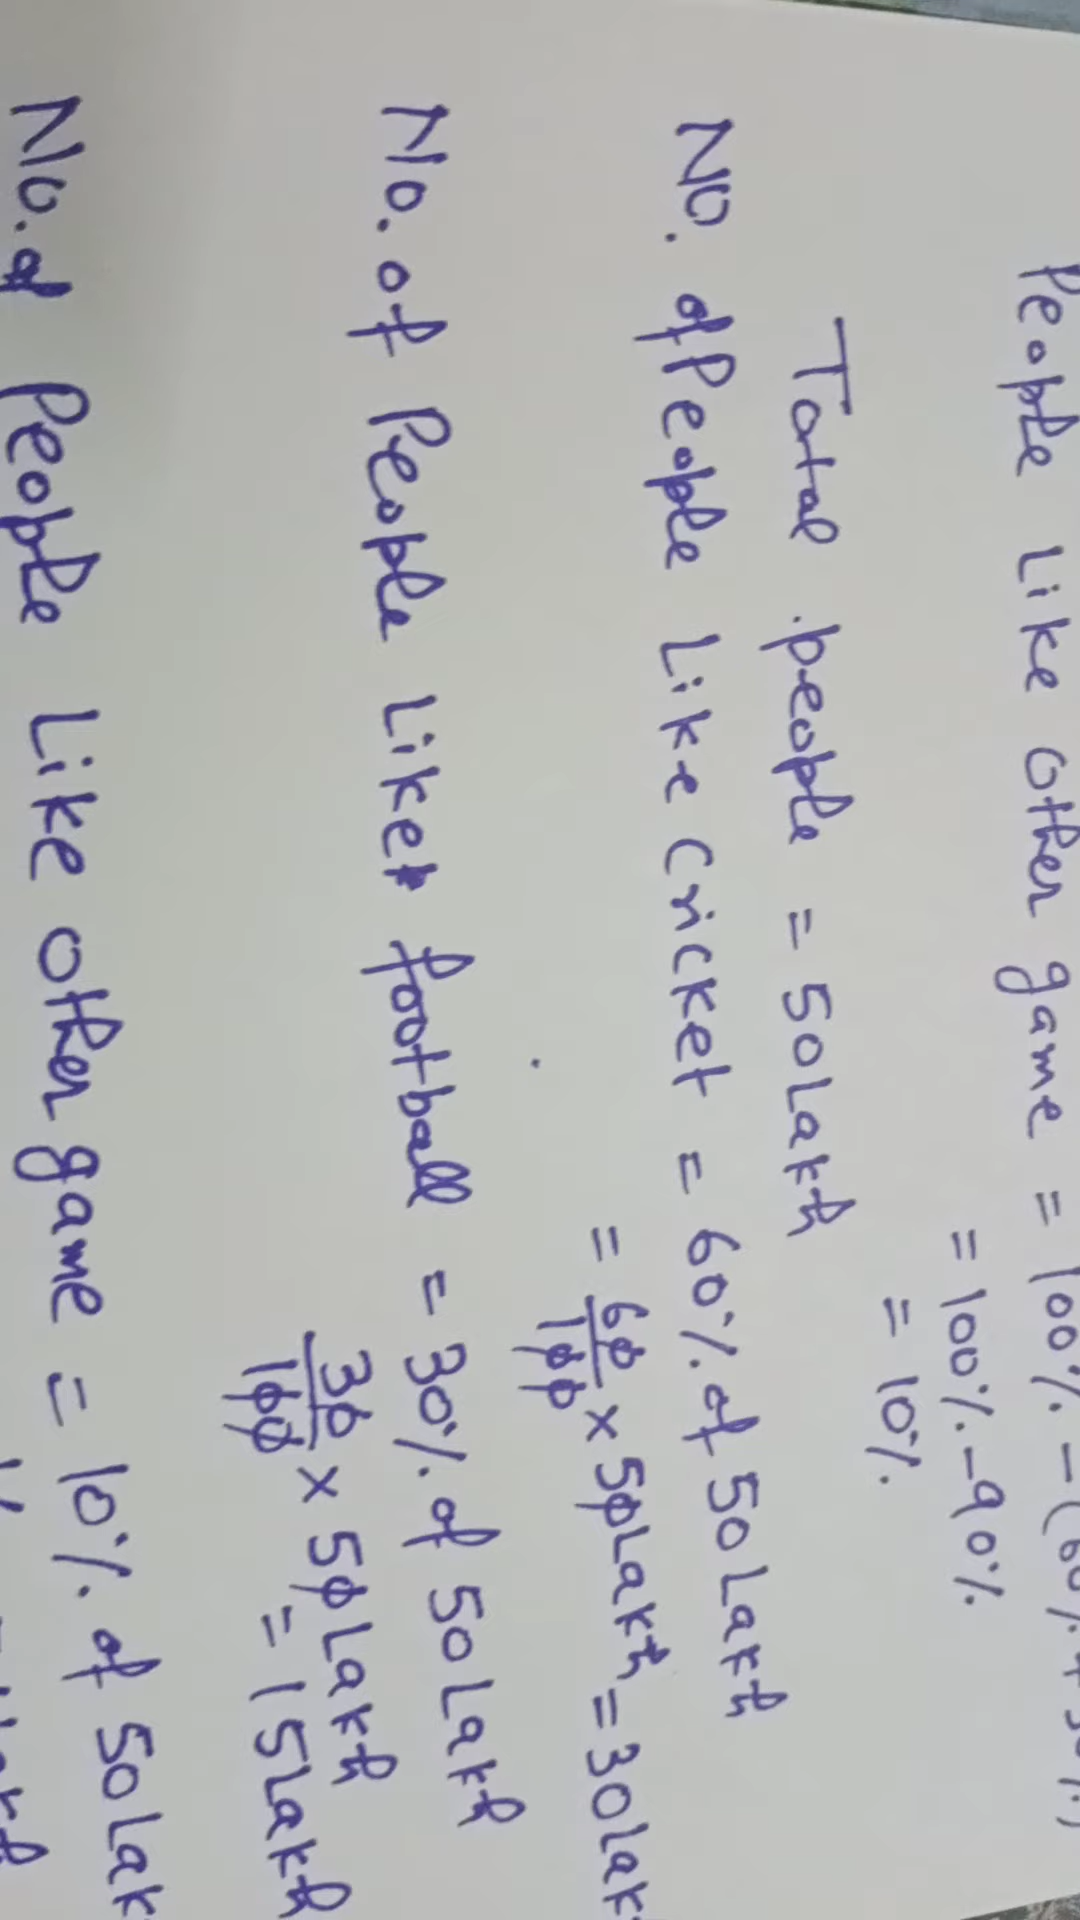 People like other game = 100% - (60% + 30%)
= 100% - 90%
= 10%.
Total people = 50 Lakh
No. of People Like Cricket = 60% of 50 Lakh
= 60/100 × 50 Lakh = 30 lak
No. of People Like football = 30% of 50 Lakh
30/100 × 50 Lakh
= 15 Lakh
No. of People Like other game = 10% of 50 Lak